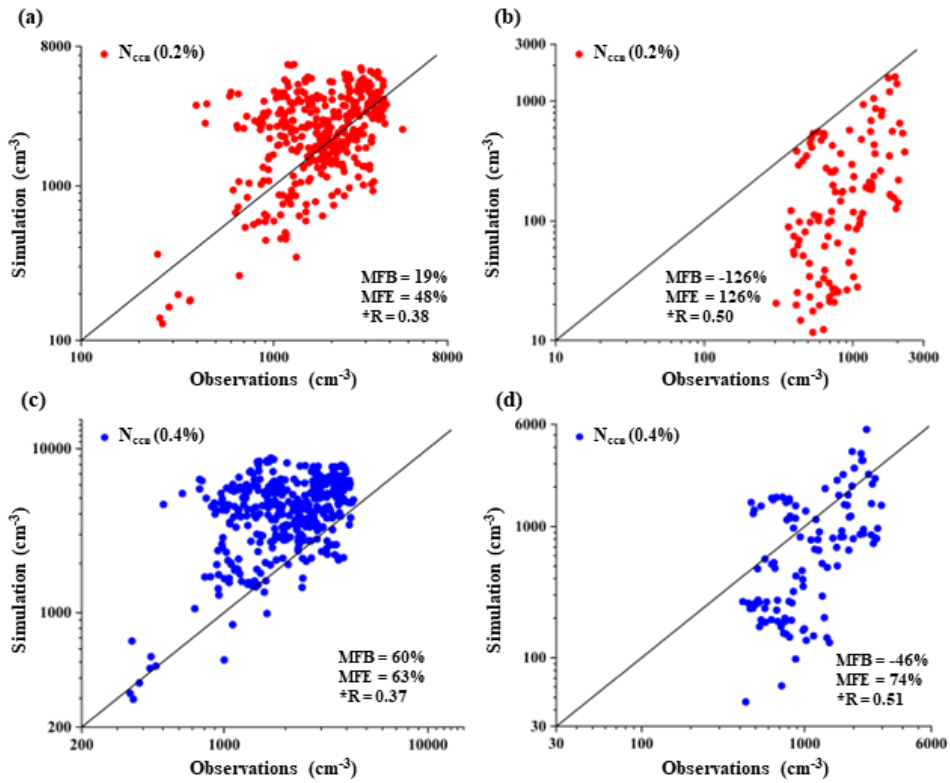 (a)
8000
N_ccn (0.2%)
1000
Simulation (cm-3)
MFB = 19%
MFE = 48%
*R = 0.38
100
100
1000
8000
Observations (cm-3)
(b)
3000
N_ccn (0.2%)
1000
100
Simulation (cm-3)
MFB = -126%
MFE = 126%
*R = 0.50
10
10
100
1000
3000
Observations (cm-3)
(c)
10000
N_ccn (0.4%)
1000
Simulation (cm-3)
MFB = 60%
MFE = 63%
*R = 0.37
200
200
1000
10000
Observations (cm-3)
(d)
6000
N_ccn (0.4%)
1000
100
Simulation (cm-3)
MFB = -46%
MFE = 74%
*R = 0.51
30
30
100
1000
6000
Observations (cm-3)